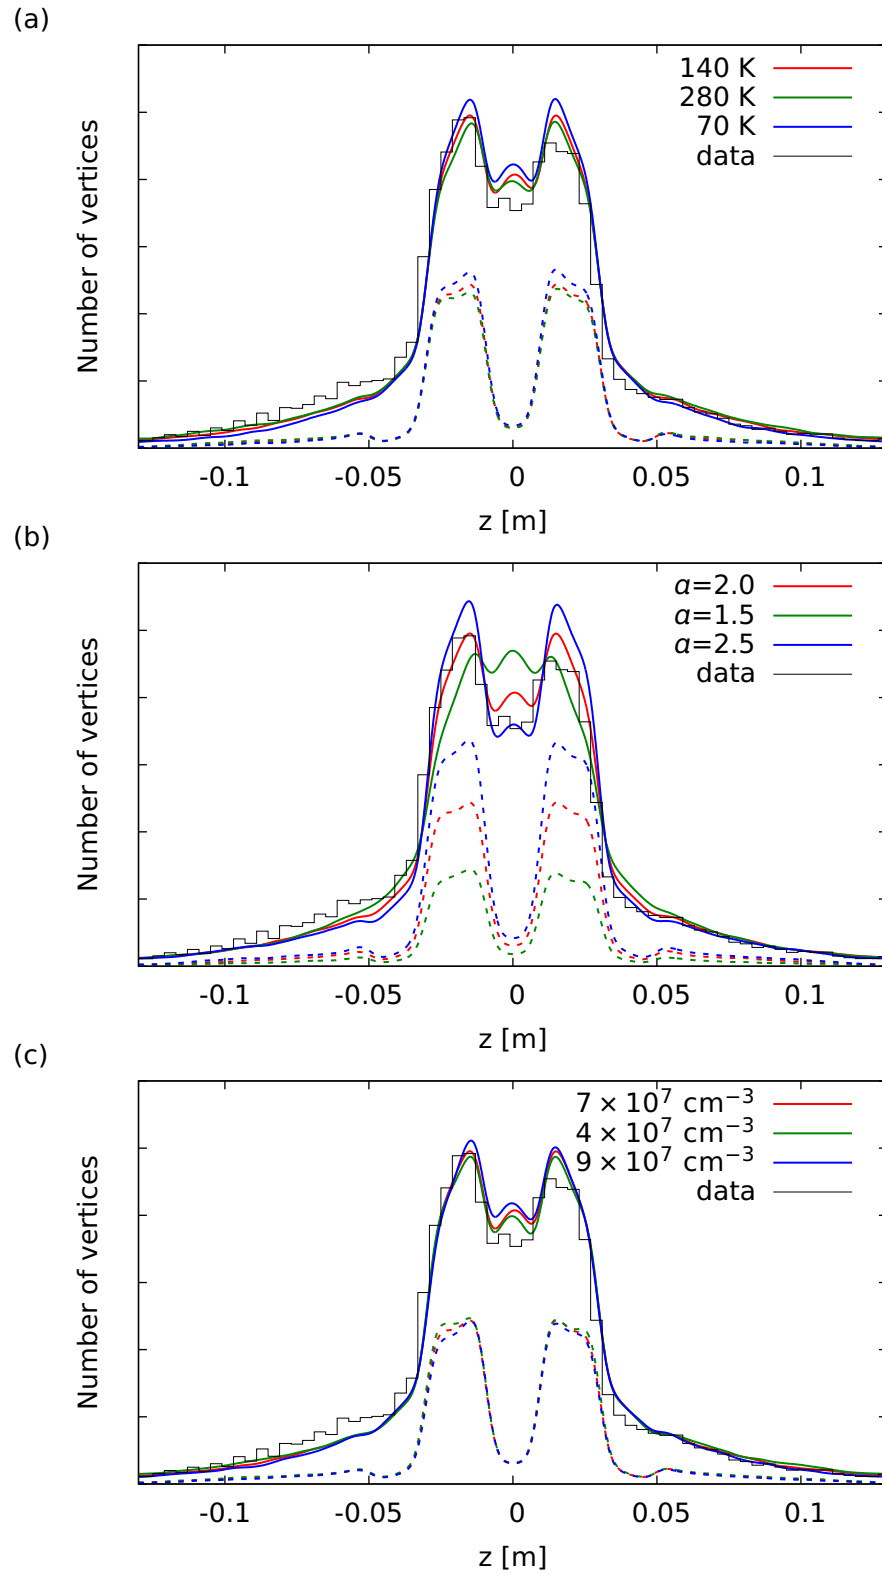 (a)
140 K
280 K
70 K
data
Number of vertices
-0.1 -0.05 0 0.05 0.1
z [m]
(b)
α=2.0
α=1.5
α=2.5
data
Number of vertices
-0.1 -0.05 0 0.05 0.1
z [m]
(c)
7 × 10⁷ cm⁻³
4 × 10⁷ cm⁻³
9 × 10⁷ cm⁻³
data
Number of vertices
-0.1 -0.05 0 0.05 0.1
z [m]